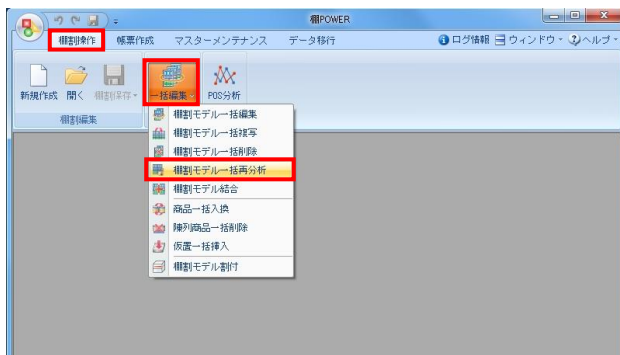 棚POWER
棚割操作 帳票作成 マスターメンテナンス データ移行 ログ情報 ウィンドウ ヘルプ
新規作成 開く 棚割保存 一括編集 POS分析
棚割編集
棚割モデル一括編集
棚割モデル一括複写
棚割モデル一括削除
棚割モデル一括再分析
棚割モデル結合
商品一括入換
陳列商品一括削除
仮置一括挿入
棚割モデル割付